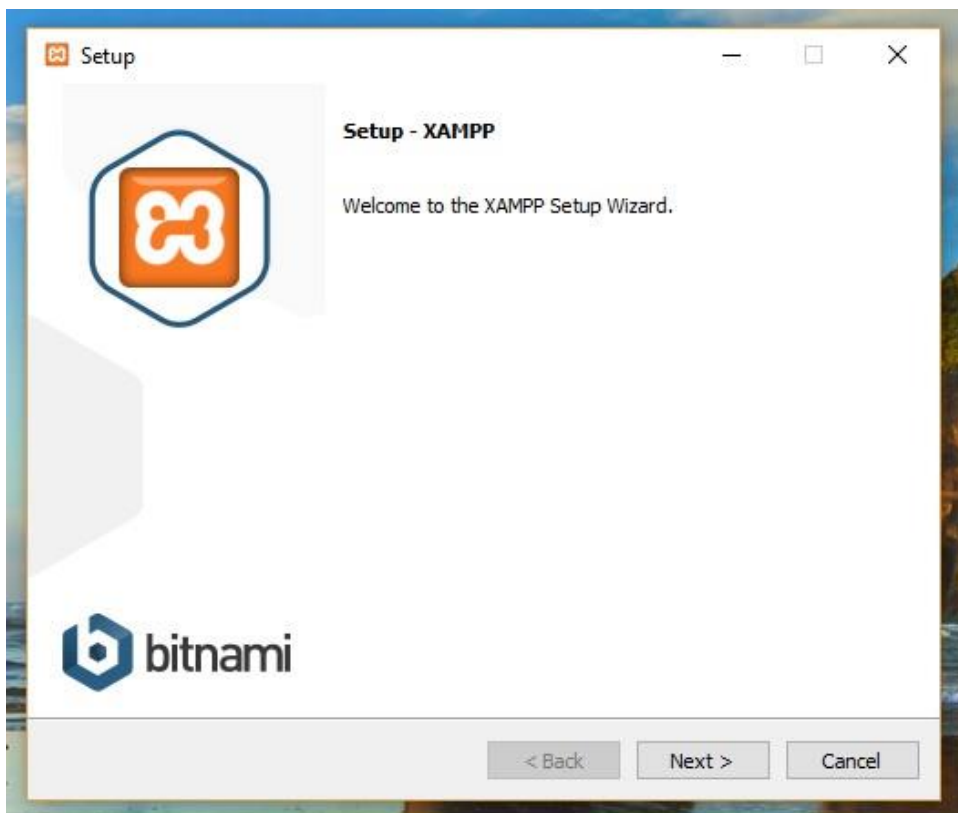 Setup
Setup - XAMPP
Welcome to the XAMPP Setup Wizard.
bitnami
< Back
Next >
Cancel